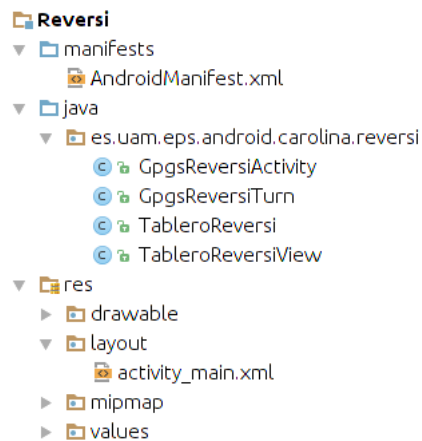 Reversi
manifests
AndroidManifest.xml
java
es.uam.eps.android.carolina.reversi
GpgsReversiActivity
GpgsReversiTurn
TableroReversi
TableroReversiView
res
drawable
layout
activity_main.xml
mipmap
values